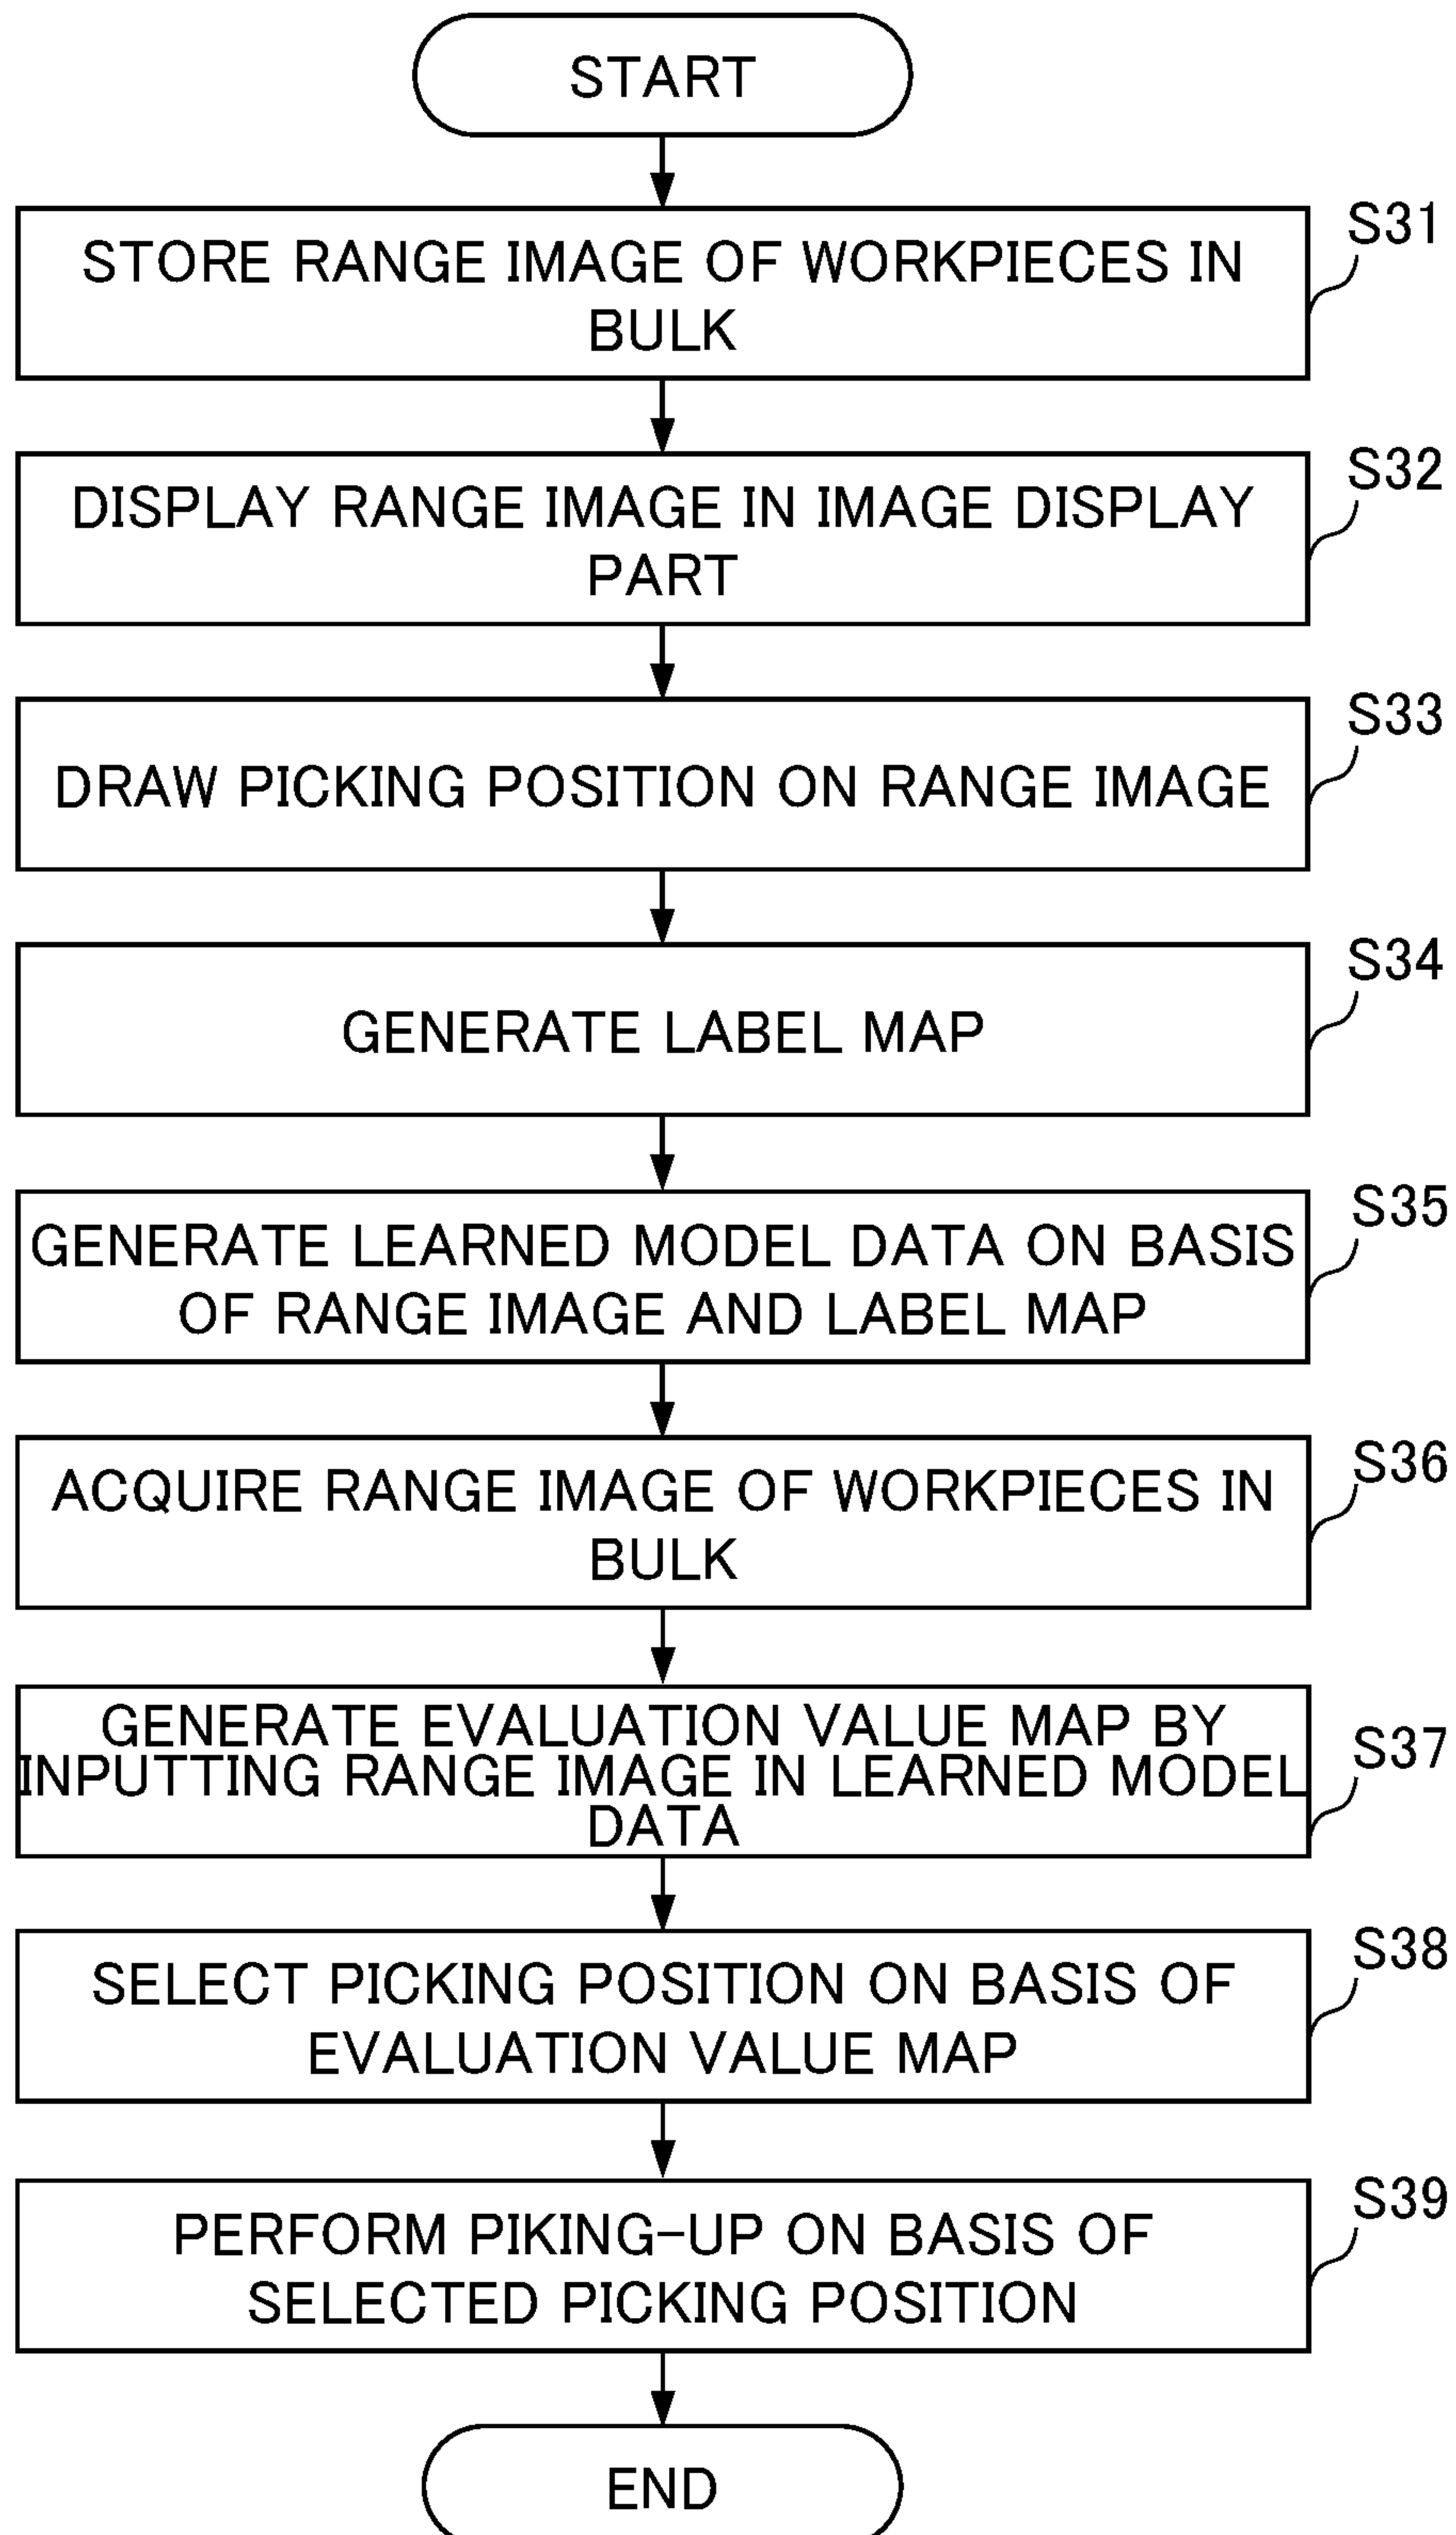 START
STORE RANGE IMAGE OF WORKPIECES IN
BULK
S31
DISPLAY RANGE IMAGE IN IMAGE DISPLAY
PART
S32
DRAW PICKING POSITION ON RANGE IMAGE
S33
GENERATE LABEL MAP
S34
GENERATE LEARNED MODEL DATA ON BASIS
OF RANGE IMAGE AND LABEL MAP
S35
ACQUIRE RANGE IMAGE OF WORKPIECES IN
BULK
S36
GENERATE EVALUATION VALUE MAP BY
INPUTTING RANGE IMAGE IN LEARNED MODEL
DATA
S37
SELECT PICKING POSITION ON BASIS OF
EVALUATION VALUE MAP
S38
PERFORM PIKING-UP ON BASIS OF
SELECTED PICKING POSITION
S39
END